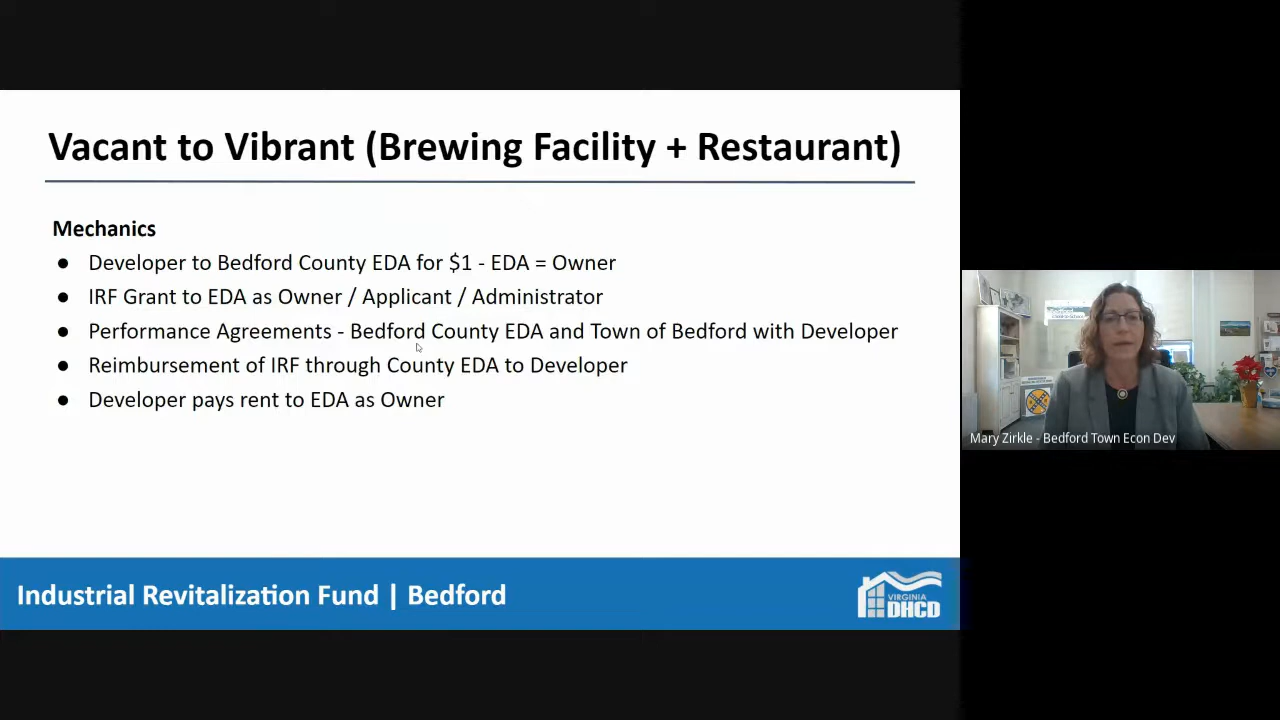 Vacant to Vibrant (Brewing Facility + Restaurant)
Mechanics
● Developer to Bedford County EDA for $1 - EDA = Owner
● IRF Grant to EDA as Owner / Applicant / Administrator
● Performance Agreements - Bedford County EDA and Town of Bedford with Developer
● Reimbursement of IRF through County EDA to Developer
● Developer pays rent to EDA as Owner
Industrial Revitalization Fund | Bedford
VIRGINIA
DHCD
Mary Zirkle - Bedford Town Econ Dev